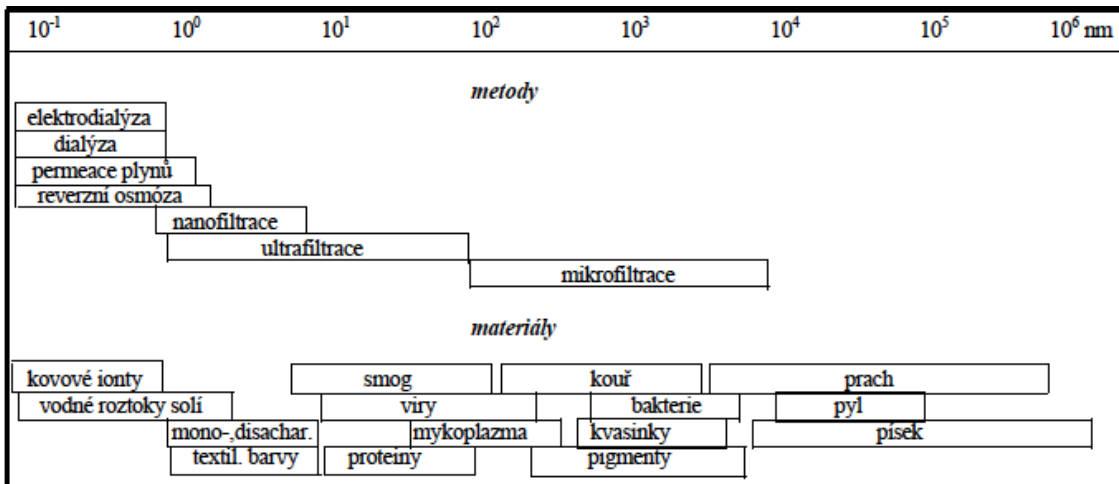 10⁻¹ 10⁰ 10¹ 10² 10³ 10⁴ 10⁵ 10⁶ nm
metody
elektrodialýza
dialýza
permeace plynů
reverzní osmóza
nanofiltrace
ultrafiltrace
mikrofiltrace
materiály
kovové ionty smog kouř prach
vodné roztoky solí viry bakterie pyl
mono-,disachar. mykoplazma kvasinky písek
textil. barvy proteiny pigmenty